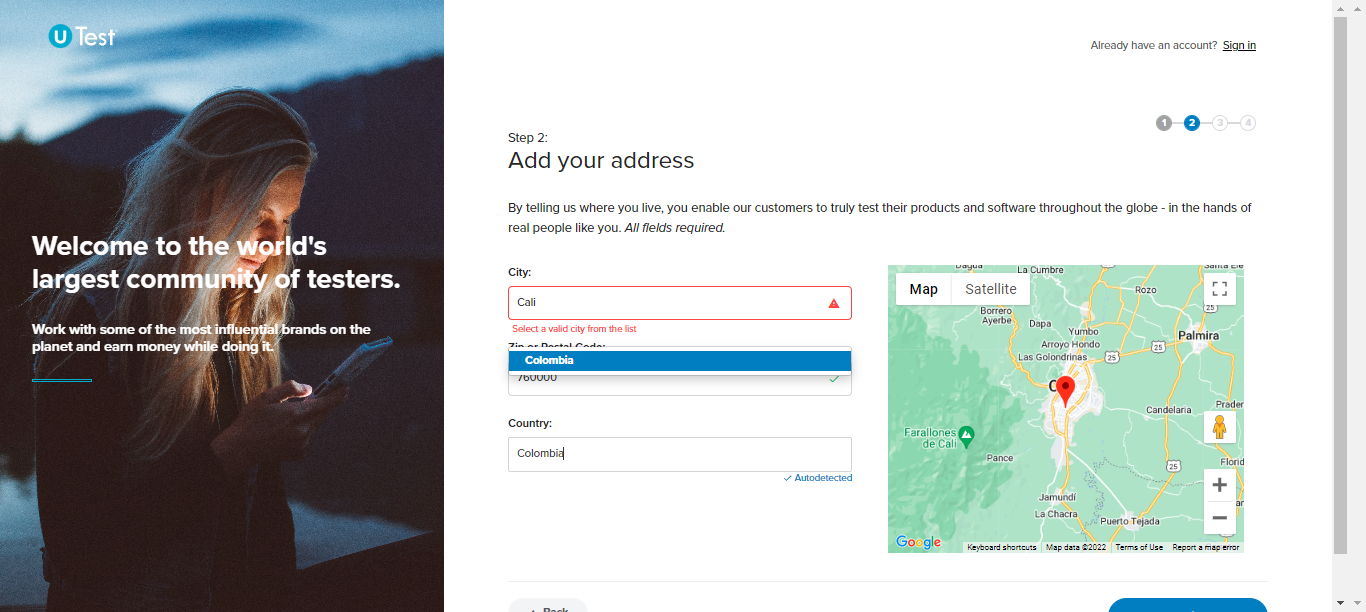 U Test
Already have an account? Sign in
1 2 3 4
Step 2:
Add your address
By telling us where you live, you enable our customers to truly test their products and software throughout the globe - in the hands of
real people like you. All fields required.
Welcome to the world's
largest community of testers.
Work with some of the most influential brands on the
planet and earn money while doing it.
City:
Cali
Select a valid city from the list
Zip or Postal Code:
Colombia
760000
Country:
Colombia
Autodetected
Map Satellite
Dagua
La Cumbre
Santa Ele
Rozo
25
Borrero
Ayerbe
Dapa
Yumbo
Palmira
Arroyo Hondo
25
Las Golondrinas
25
C
Candelaria
Prader
Farallones
de Cali
Pance
Florid
25
Jamundí
La Chacra
Puerto Tejada
Google
Keyboard shortcuts
Map data ©2022
Terms of Use
Report a map error
Back